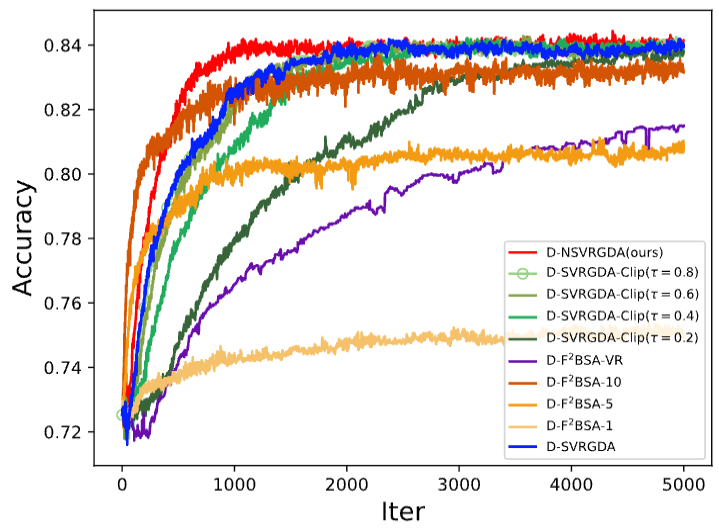 0.84
0.82
0.80
0.78
0.76
0.74
0.72
Accuracy
D-NSVRGDA(ours)
D-SVRGDA-Clip(τ = 0.8)
D-SVRGDA-Clip(τ = 0.6)
D-SVRGDA-Clip(τ = 0.4)
D-SVRGDA-Clip(τ = 0.2)
D-F²BSA-VR
D-F²BSA-10
D-F²BSA-5
D-F²BSA-1
D-SVRGDA
0 1000 2000 3000 4000 5000
Iter